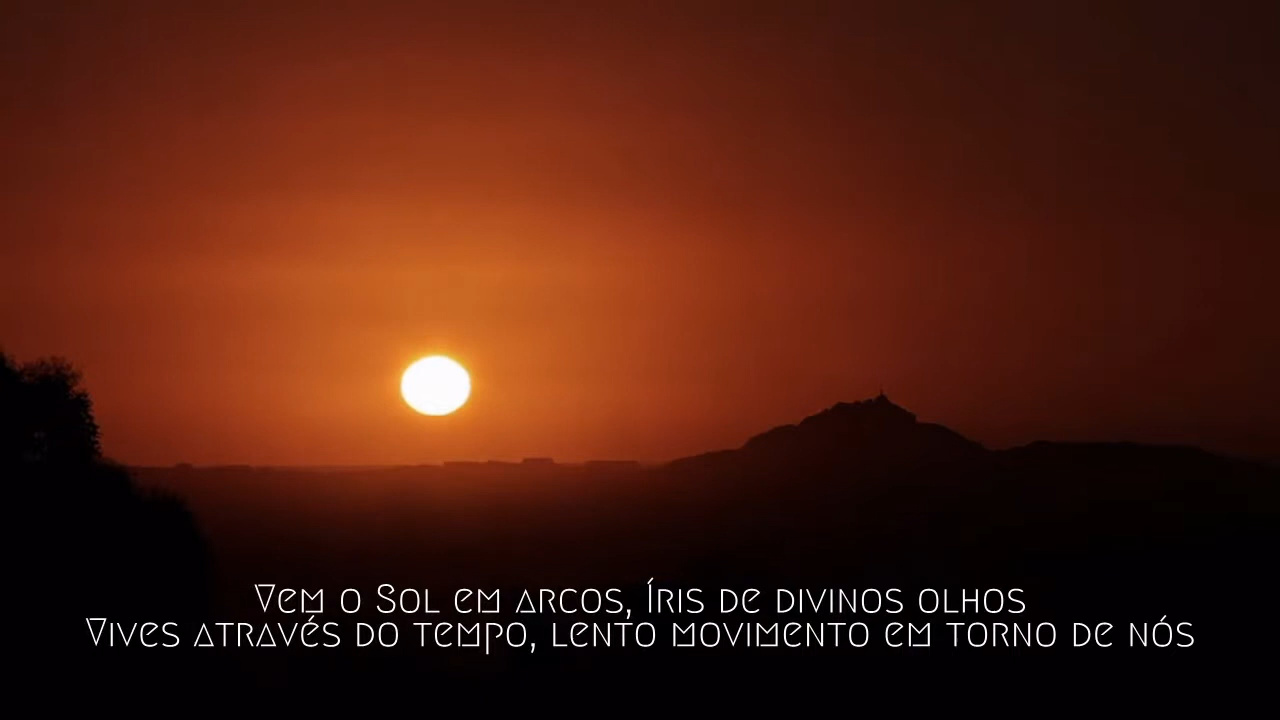 Vem o Sol em arcos, Íris de divinos olhos
Vives através do tempo, lento movimento em torno de nós